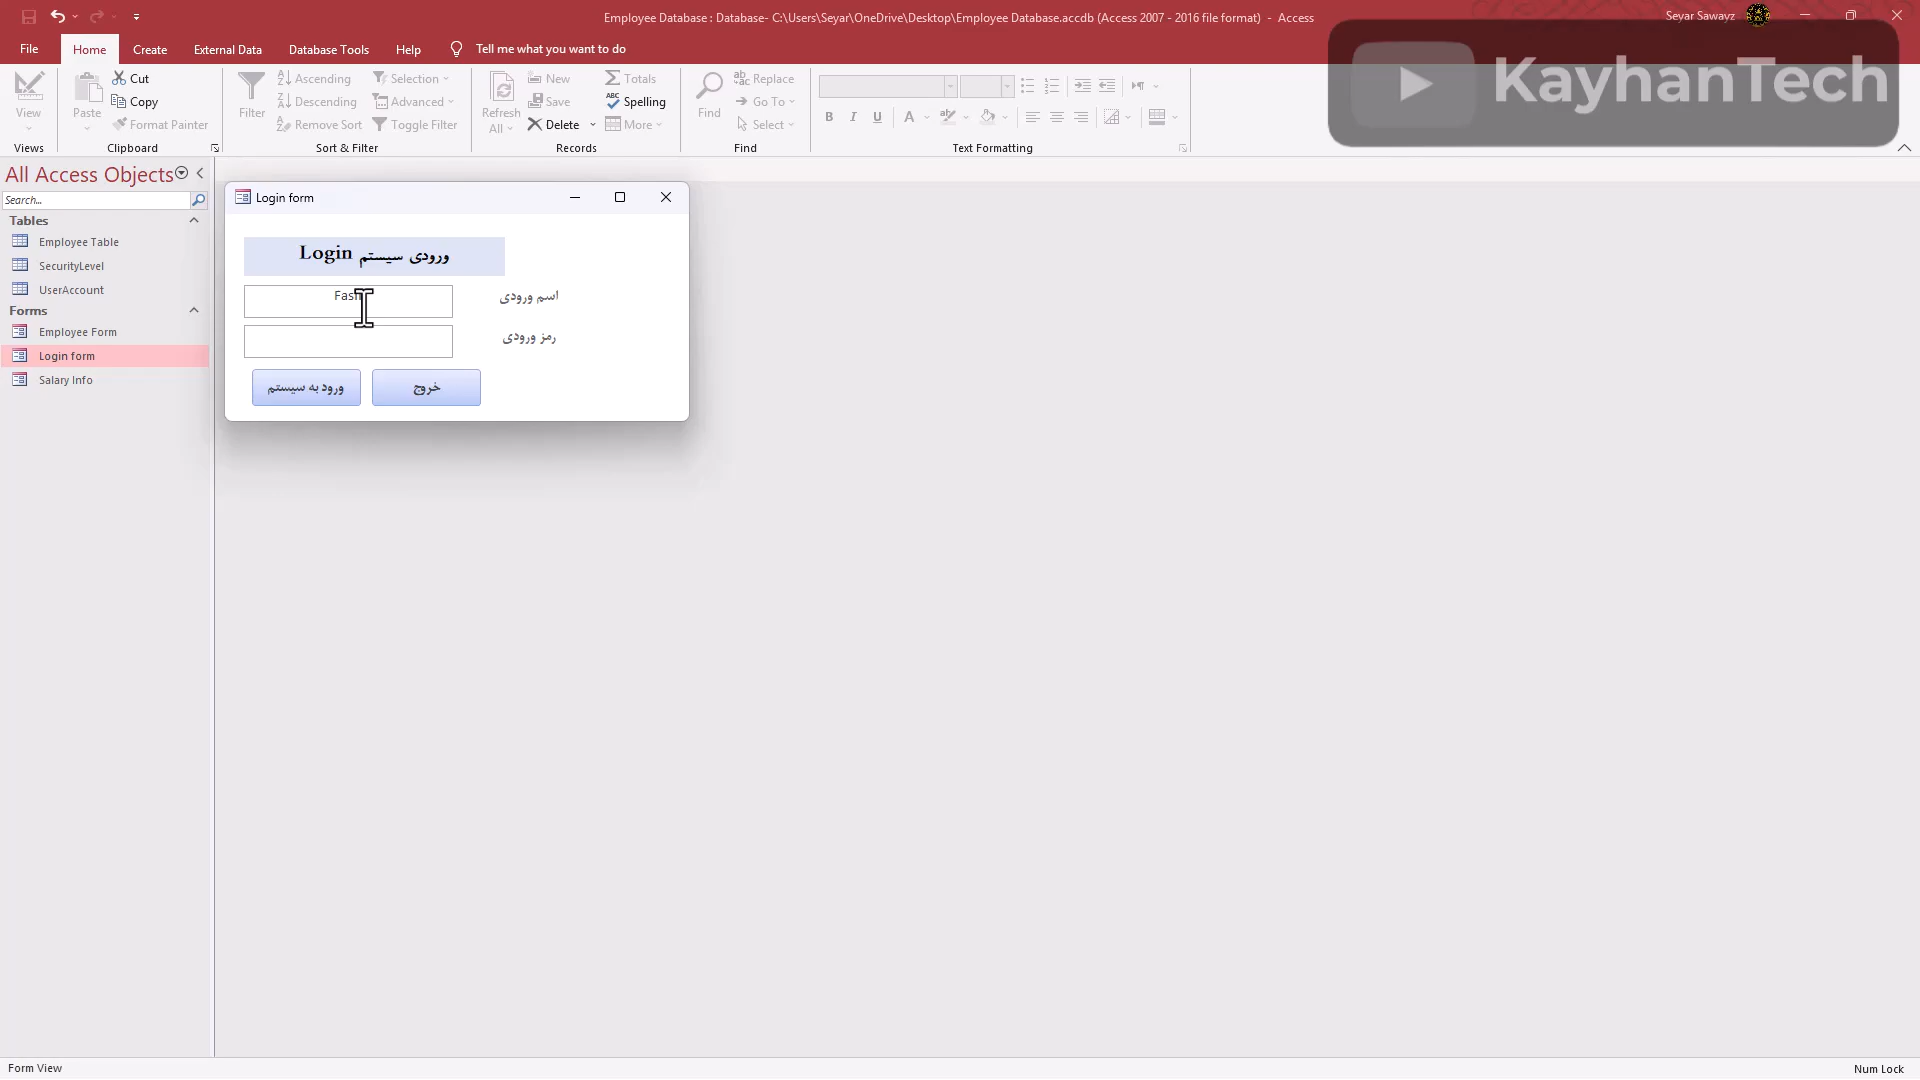 Employee Database : Database- C:\Users\Seyar\OneDrive\Desktop\Employee Database.accdb (Access 2007 - 2016 file format) - Access
Seyar Sawayz
File Home Create External Data Database Tools Help Tell me what you want to do
KayhanTech
View
Views
Paste
Cut
Copy
Format Painter
Clipboard
Filter
Ascending
Descending
Remove Sort
Selection
Advanced
Toggle Filter
Sort & Filter
Refresh
All
New
Save
Delete
Totals
Spelling
More
Records
Find
Replace
Go To
Select
Find
B I U A
Text Formatting
All Access Objects
Search...
Tables
Employee Table
SecurityLevel
UserAccount
Forms
Employee Form
Login form
Salary Info
Login form
ورودی سیستم Login
اسم ورودی
رمز ورودی
ورود به سیستم
خروج
Form View
Num Lock